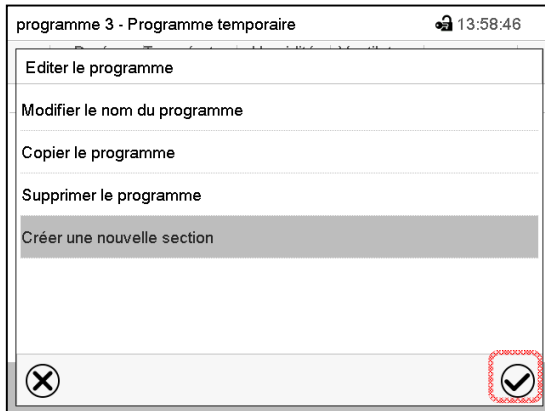 programme 3 - Programme temporaire 13:58:46
Editer le programme
Modifier le nom du programme
Copier le programme
Supprimer le programme
Créer une nouvelle section